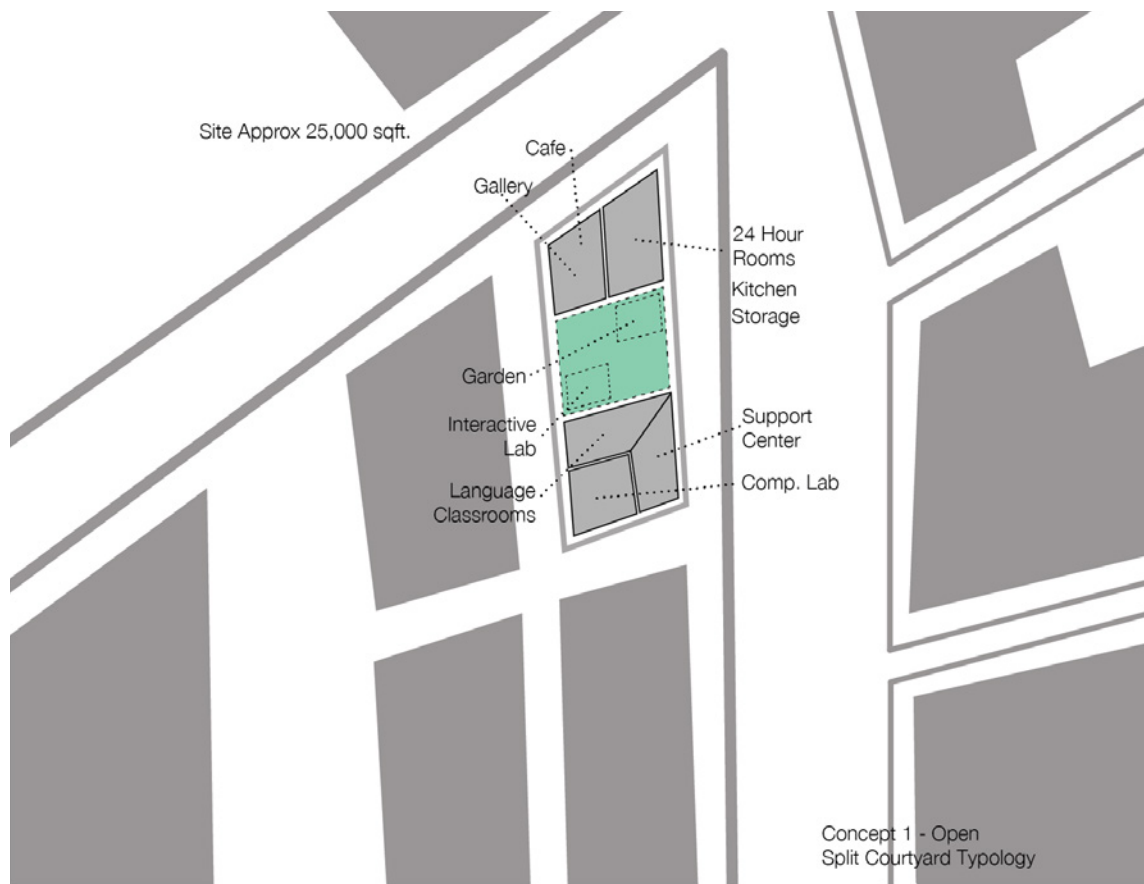 Site Approx 25,000 sqft.
Cafe
Gallery
24 Hour
Rooms
Kitchen
Storage
Garden
Interactive
Lab
Support
Center
Language
Classrooms
Comp. Lab
Concept 1 - Open
Split Courtyard Typology